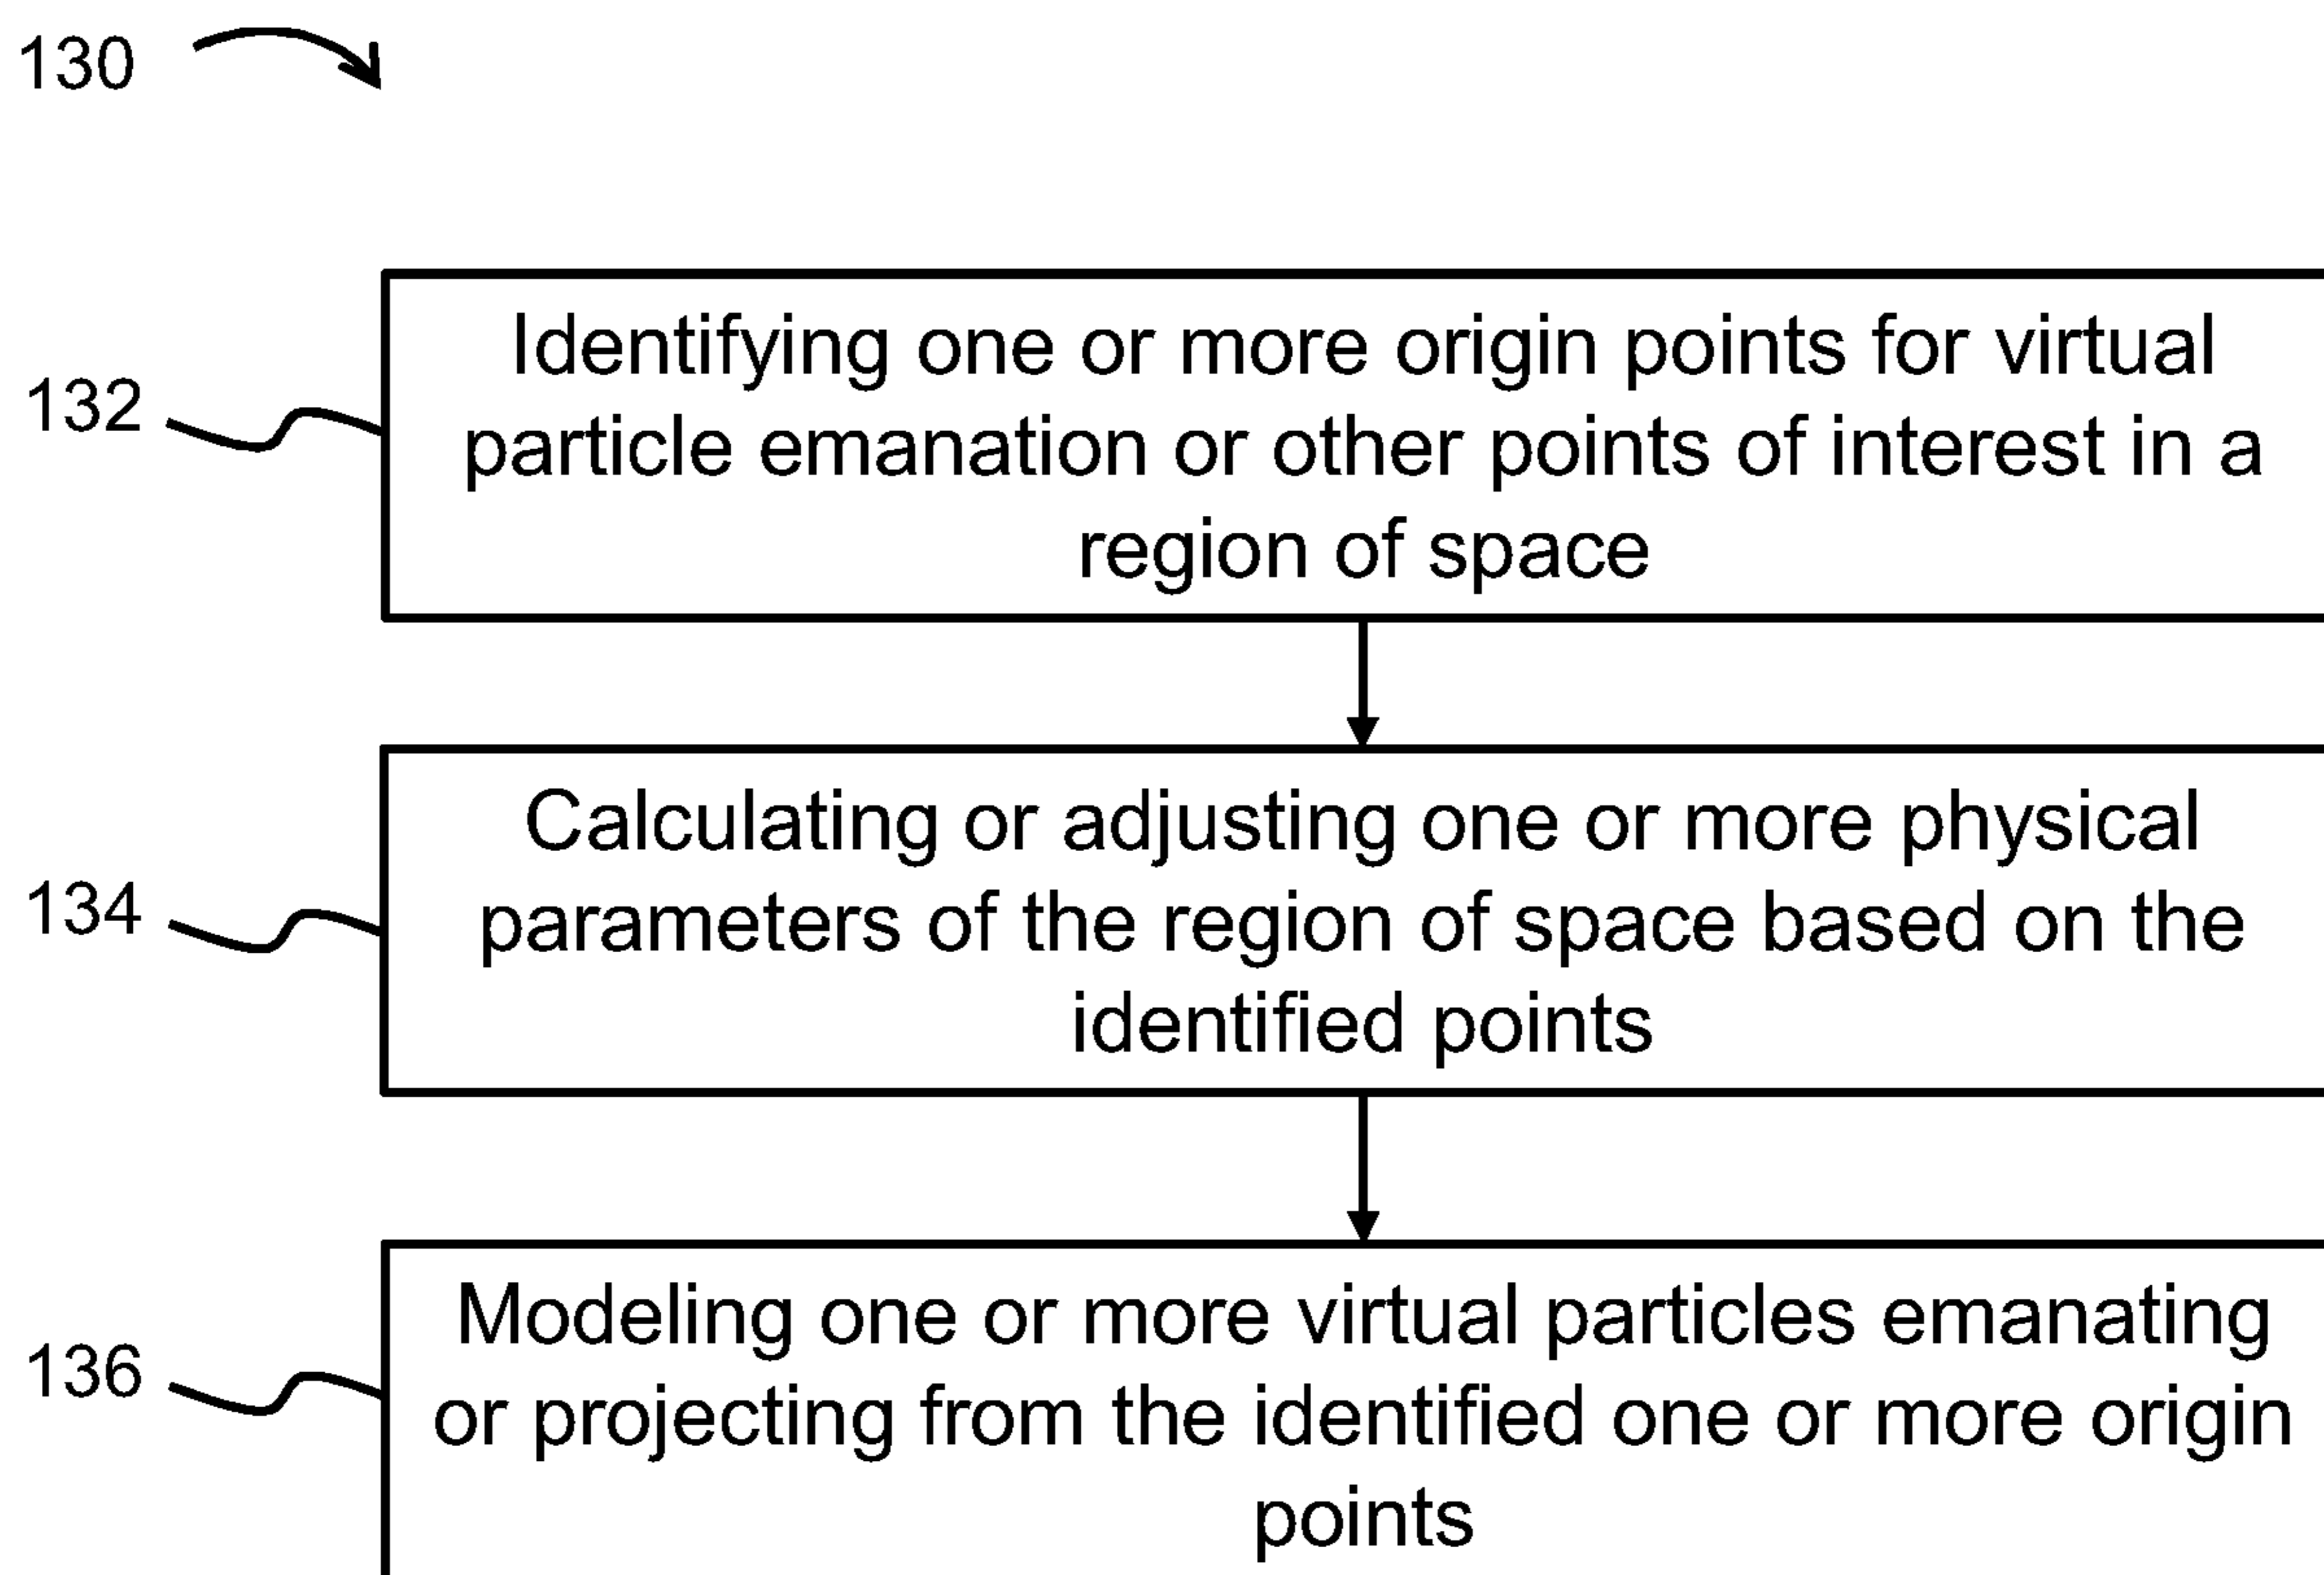 130
132
Identifying one or more origin points for virtual
particle emanation or other points of interest in a
region of space
134
Calculating or adjusting one or more physical
parameters of the region of space based on the
identified points
136
Modeling one or more virtual particles emanating
or projecting from the identified one or more origin
points